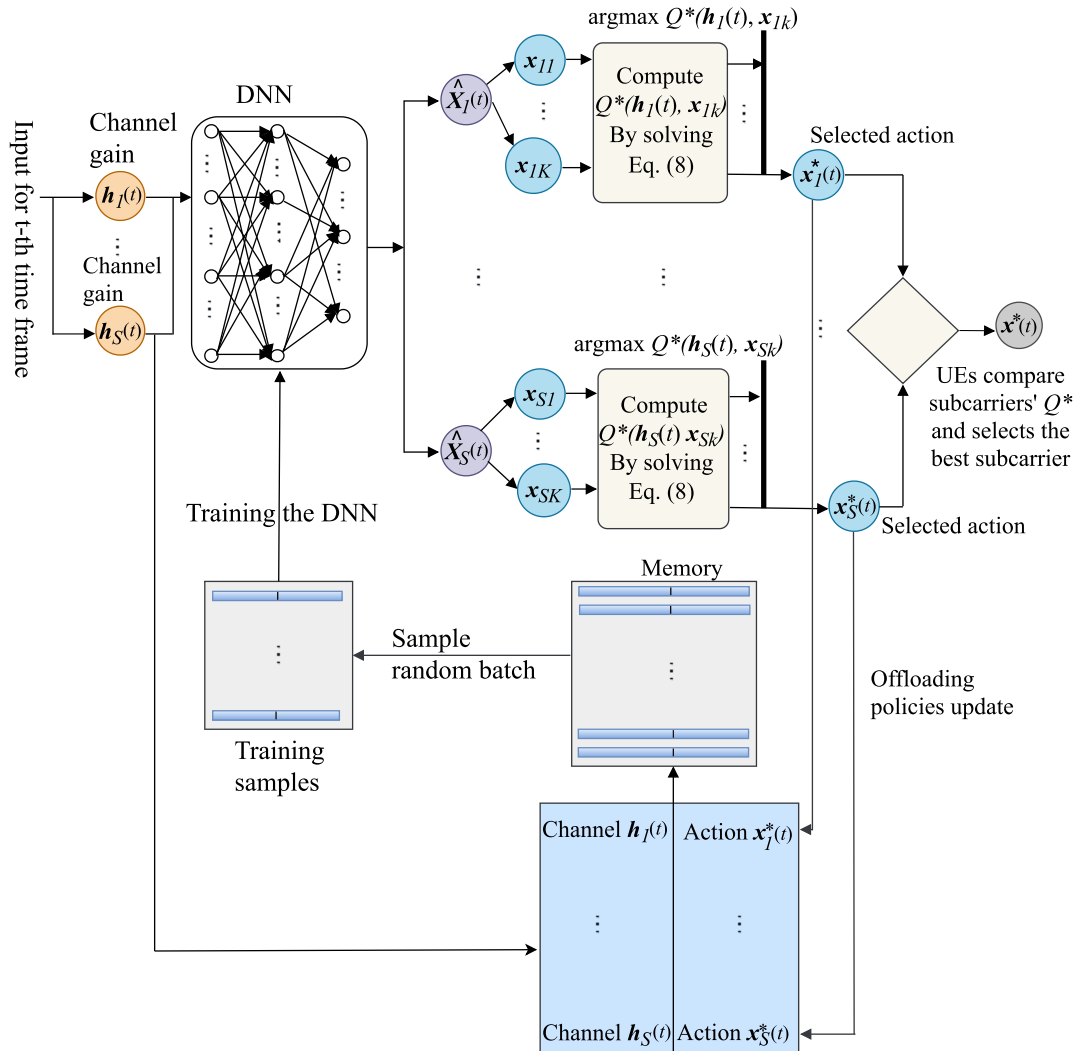 Input for t-th time frame
Channel
gain
h1(t)
...
Channel
gain
hS(t)
DNN
X̂1(t)
x11
...
x1K
argmax Q*(h1(t), x1k)
Compute
Q*(h1(t), x1k)
By solving
Eq. (8)
...
Selected action
x*1(t)
...
...
...
X̂S(t)
xS1
...
xSK
argmax Q*(hS(t), xSk)
Compute
Q*(hS(t) xSk)
By solving
Eq. (8)
...
x*S(t)
Selected action
x*(t)
UEs compare
subcarriers' Q*
and selects the
best subcarrier
Training the DNN
Memory
...
Sample
random batch
...
Training
samples
Offloading
policies update
Channel h1(t) Action x*1(t)
... ...
Channel hS(t) Action x*S(t)